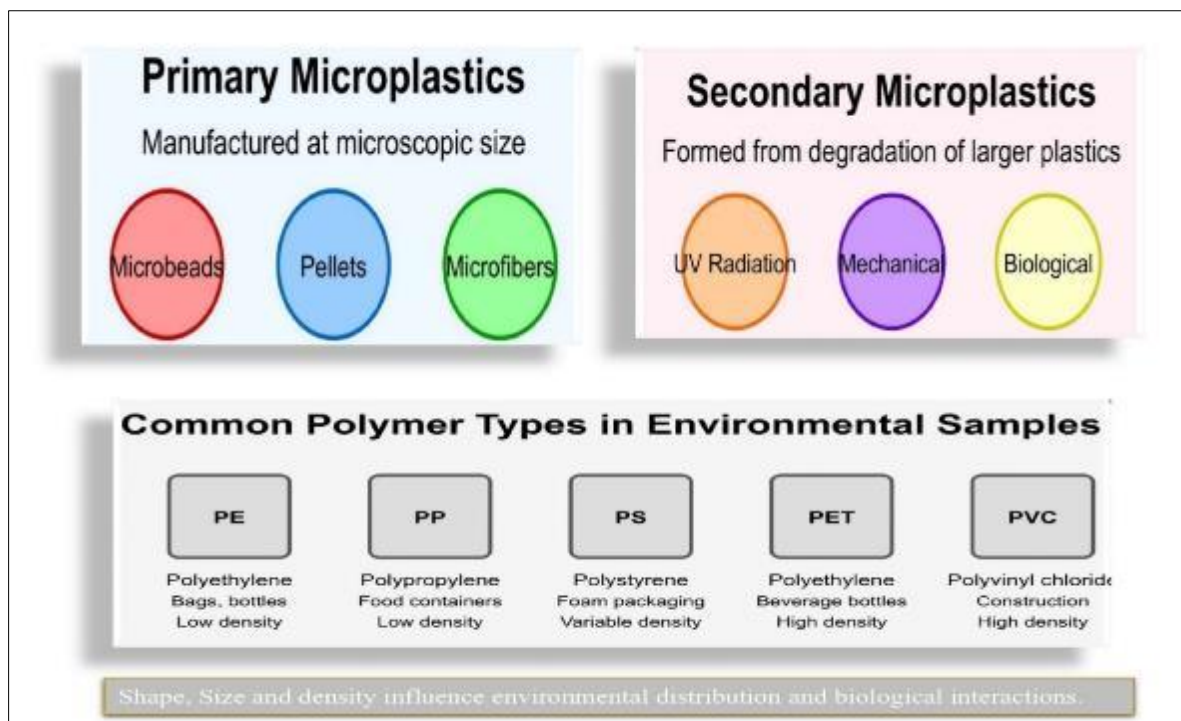 Primary Microplastics
Manufactured at microscopic size
Microbeads
Pellets
Microfibers
Secondary Microplastics
Formed from degradation of larger plastics
UV Radiation
Mechanical
Biological
Common Polymer Types in Environmental Samples
PE
Polyethylene
Bags, bottles
Low density
PP
Polypropylene
Food containers
Low density
PS
Polystyrene
Foam packaging
Variable density
PET
Polyethylene
Beverage bottles
High density
PVC
Polyvinyl chloride
Construction
High density
Shape, Size and density influence environmental distribution and biological interactions.